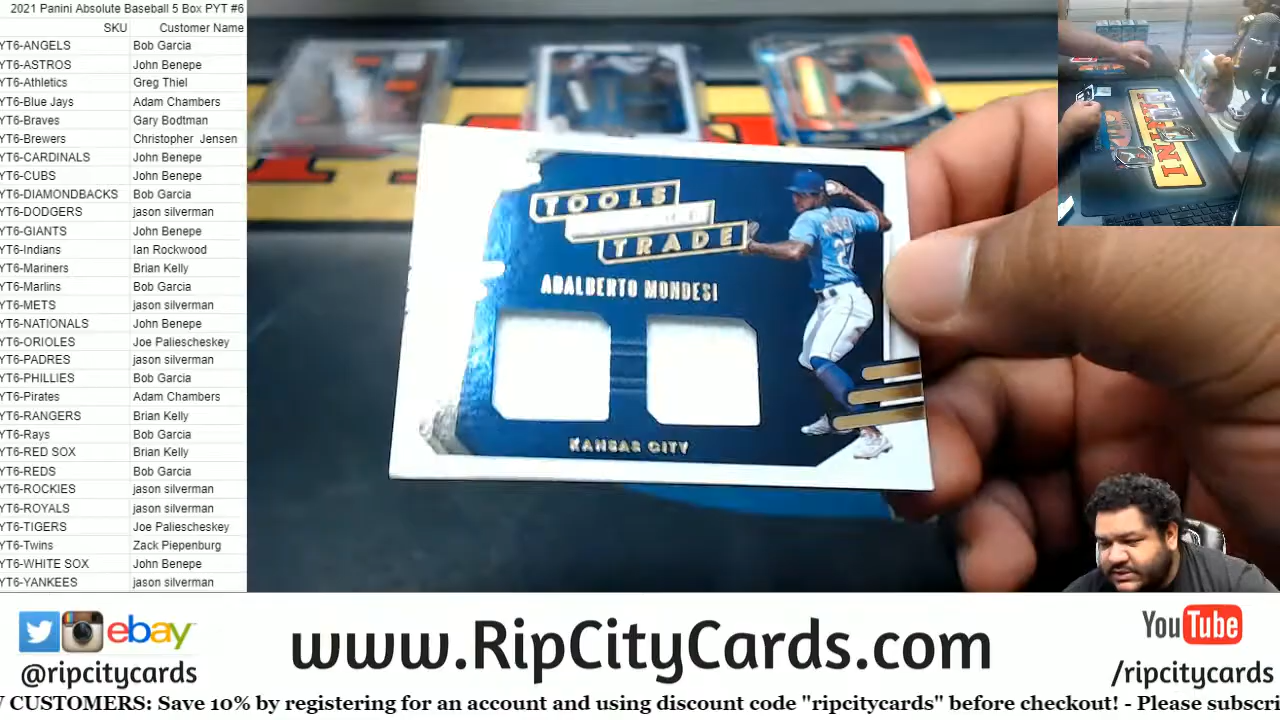 2021 Panini Absolute Baseball 5 Box PYT #6
SKU Customer Name
YT6-ANGELS Bob Garcia
YT6-ASTROS John Benepe
YT6-Athletics Greg Thiel
YT6-Blue Jays Adam Chambers
YT6-Braves Gary Bodtman
YT6-Brewers Christopher Jensen
YT6-CARDINALS John Benepe
YT6-CUBS John Benepe
YT6-DIAMONDBACKS Bob Garcia
YT6-DODGERS jason silverman
YT6-GIANTS John Benepe
YT6-Indians Ian Rockwood
YT6-Mariners Brian Kelly
YT6-Marlins Bob Garcia
YT6-METS jason silverman
YT6-NATIONALS John Benepe
YT6-ORIOLES Joe Paliescheskey
YT6-PADRES jason silverman
YT6-PHILLIES Bob Garcia
YT6-Pirates Adam Chambers
YT6-RANGERS Brian Kelly
YT6-Rays Bob Garcia
YT6-RED SOX Brian Kelly
YT6-REDS Bob Garcia
YT6-ROCKIES jason silverman
YT6-ROYALS jason silverman
YT6-TIGERS Joe Paliescheskey
YT6-Twins Zack Piepenburg
YT6-WHITE SOX John Benepe
YT6-YANKEES jason silverman
TOOLS
TRADE
ADALBERTO MONDESI
27
KANSAS CITY
ebay
@ripcitycards
www.RipCityCards.com
YouTube
/ripcitycards
CUSTOMERS: Save 10% by registering for an account and using discount code "ripcitycards" before checkout! - Please subscri